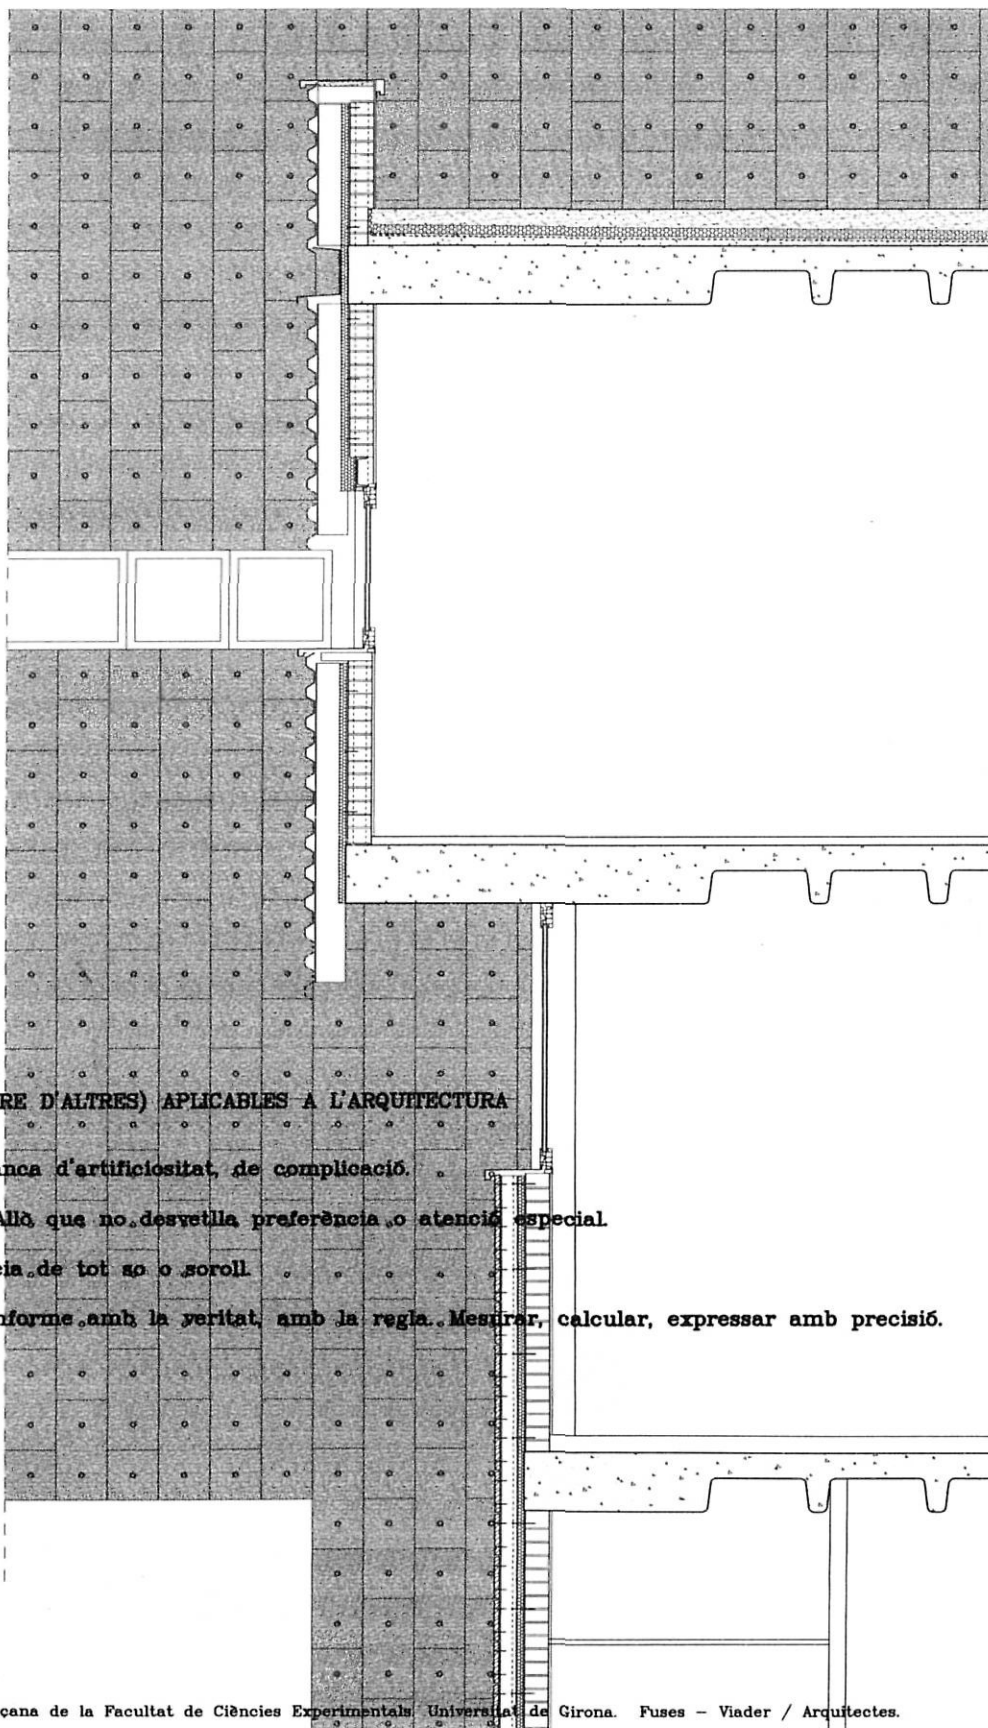 RE D'ALTRES) APLICABLES A L'ARQUITECTURA
nca d'artificiositat, de complicació.
Allò que no desvetlla preferència o atenció especial.
cia de tot so o soroll.
nforme amb la veritat, amb la regla. Mesurar, calcular, expressar amb precisió.
çana de la Facultat de Ciències Experimentals. Universitat de Girona. Fuses - Viader / Arquitectes.